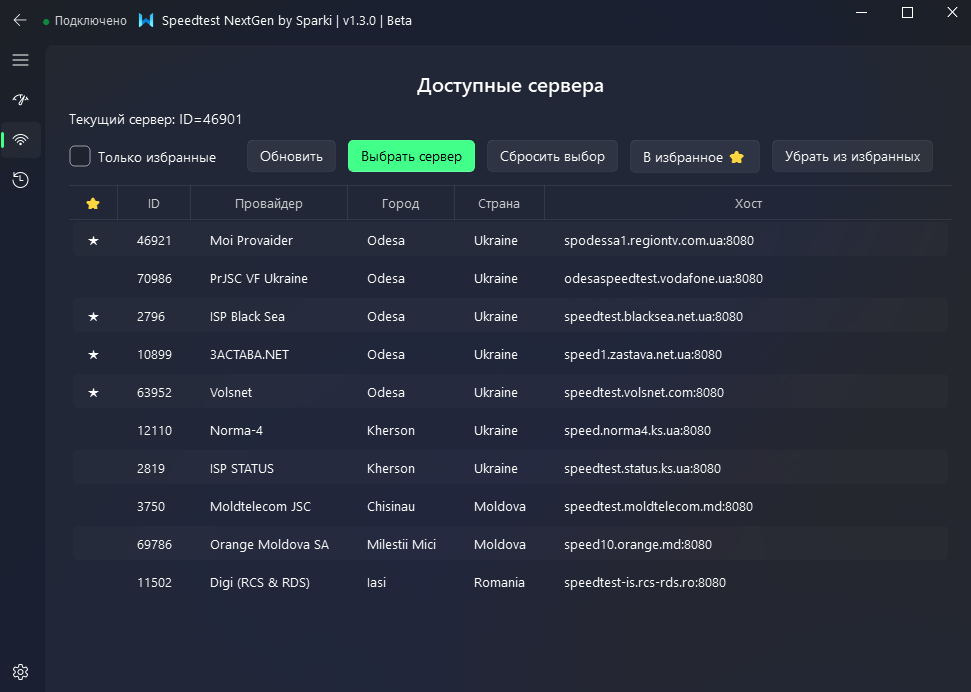 Подключено Speedtest NextGen by Sparki | v1.3.0 | Beta
Доступные сервера
Текущий сервер: ID=46901
Только избранные Обновить Выбрать сервер Сбросить выбор В избранное Убрать из избранных
ID Провайдер Город Страна Хост
46921 Moi Provaider Odesa Ukraine spodessa1.regiontv.com.ua:8080
70986 PrJSC VF Ukraine Odesa Ukraine odesaspeedtest.vodafone.ua:8080
2796 ISP Black Sea Odesa Ukraine speedtest.blacksea.net.ua:8080
10899 ЗАСТАВА.NET Odesa Ukraine speed1.zastava.net.ua:8080
63952 Volsnet Odesa Ukraine speedtest.volsnet.com:8080
12110 Norma-4 Kherson Ukraine speed.norma4.ks.ua:8080
2819 ISP STATUS Kherson Ukraine speedtest.status.ks.ua:8080
3750 Moldtelecom JSC Chisinau Moldova speedtest.moldtelecom.md:8080
69786 Orange Moldova SA Milestii Mici Moldova speed10.orange.md:8080
11502 Digi (RCS & RDS) Iasi Romania speedtest-is.rcs-rds.ro:8080